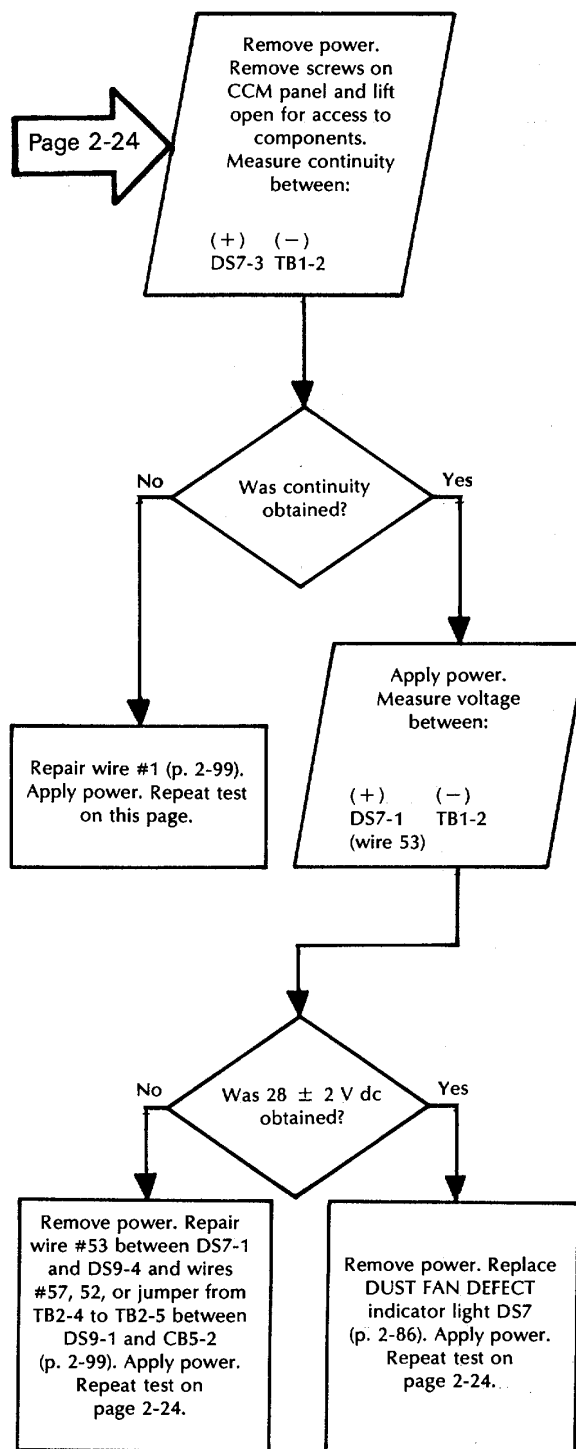 Page 2-24
Remove power.
Remove screws on
CCM panel and lift
open for access to
components.
Measure continuity
between:
(+) (−)
DS7-3 TB1-2
No
Was continuity
obtained?
Yes
Repair wire #1 (p. 2-99).
Apply power. Repeat test
on this page.
Apply power.
Measure voltage
between:
(+) (−)
DS7-1 TB1-2
(wire 53)
No
Was 28 ± 2 V dc
obtained?
Yes
Remove power. Repair
wire #53 between DS7-1
and DS9-4 and wires
#57, 52, or jumper from
TB2-4 to TB2-5 between
DS9-1 and CB5-2
(p. 2-99). Apply power.
Repeat test on
page 2-24.
Remove power. Replace
DUST FAN DEFECT
indicator light DS7
(p. 2-86). Apply power.
Repeat test on
page 2-24.